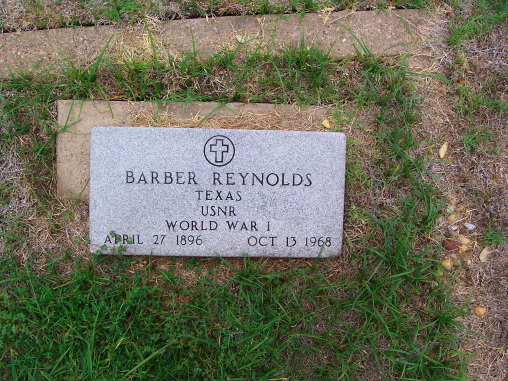 BARBER REYNOLDS
TEXAS
USNR
WORLD WAR I
APRIL 27 1896 OCT 13 1968